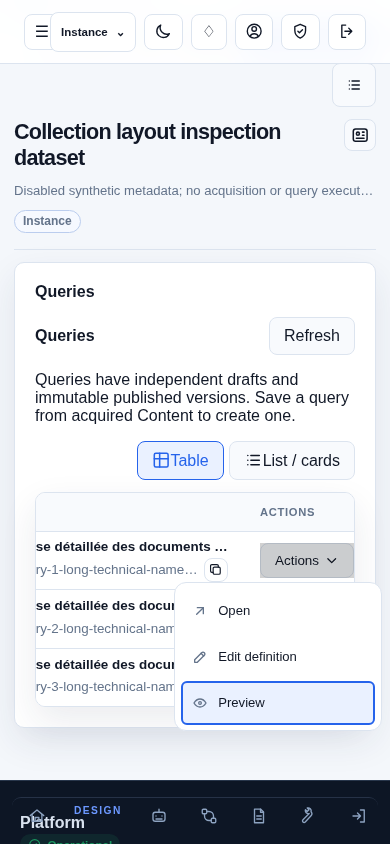 Instance
Collection layout inspection
dataset
Disabled synthetic metadata; no acquisition or query execut…
Instance
Queries
Queries
Refresh
Queries have independent drafts and
immutable published versions. Save a query
from acquired Content to create one.
Table
List / cards
ACTIONS
se détaillée des documents …
ry-1-long-technical-name…
Actions
se détaillée des docur
ry-2-long-technical-nam
se détaillée des docur
ry-3-long-technical-nam
Open
Edit definition
Preview
DESIGN
Platform
Operational